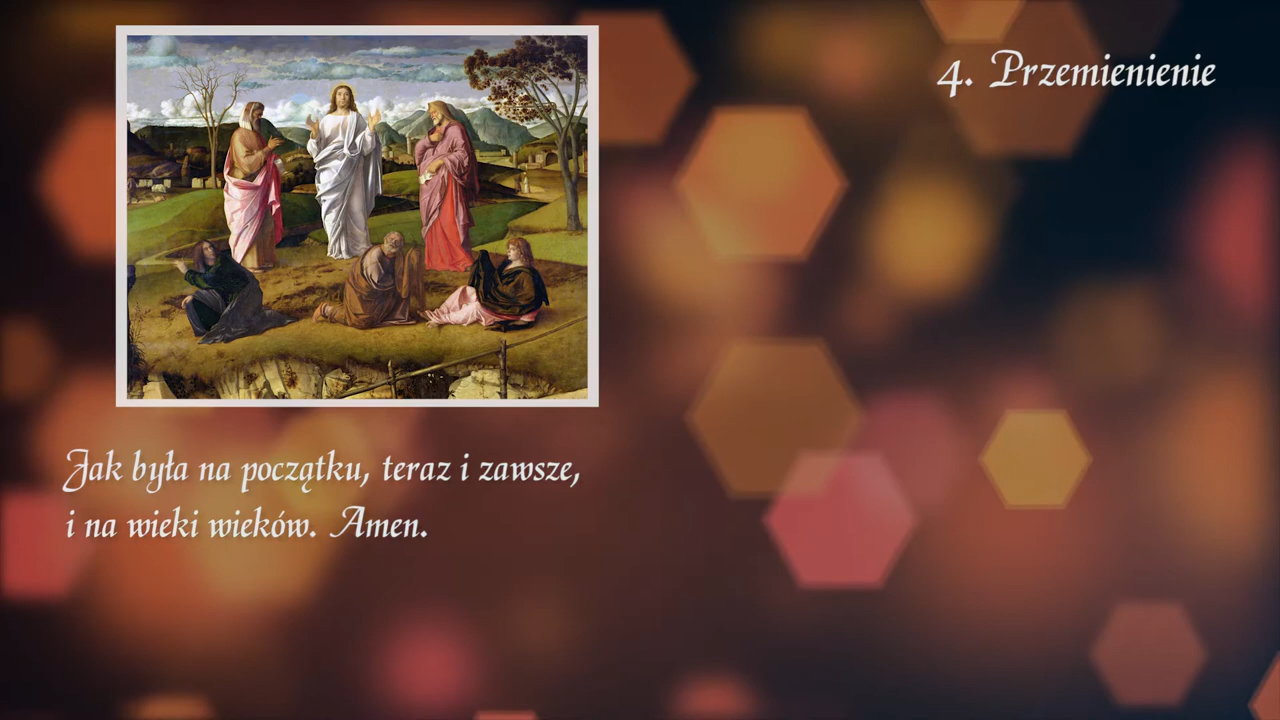 4. Przemienienie
Jak była na początku, teraz i zawsze,
i na wieki wieków. Amen.